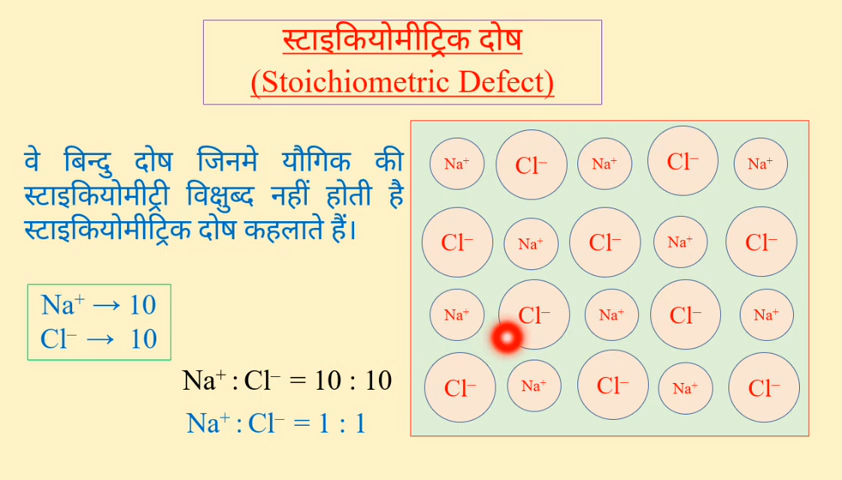 स्टाइकियोमीट्रिक दोष
(Stoichiometric Defect)
वे बिन्दु दोष जिनमे यौगिक की
स्टाइकियोमीट्री विक्षुब्द नहीं होती है
स्टाइकियोमीट्रिक दोष कहलाते हैं।
Na⁺ → 10
Cl⁻ → 10
Na⁺ : Cl⁻ = 10 : 10
Na⁺ : Cl⁻ = 1 : 1
Na⁺ Cl⁻ Na⁺ Cl⁻ Na⁺
Cl⁻ Na⁺ Cl⁻ Na⁺ Cl⁻
Na⁺ Cl⁻ Na⁺ Cl⁻ Na⁺
Cl⁻ Na⁺ Cl⁻ Na⁺ Cl⁻